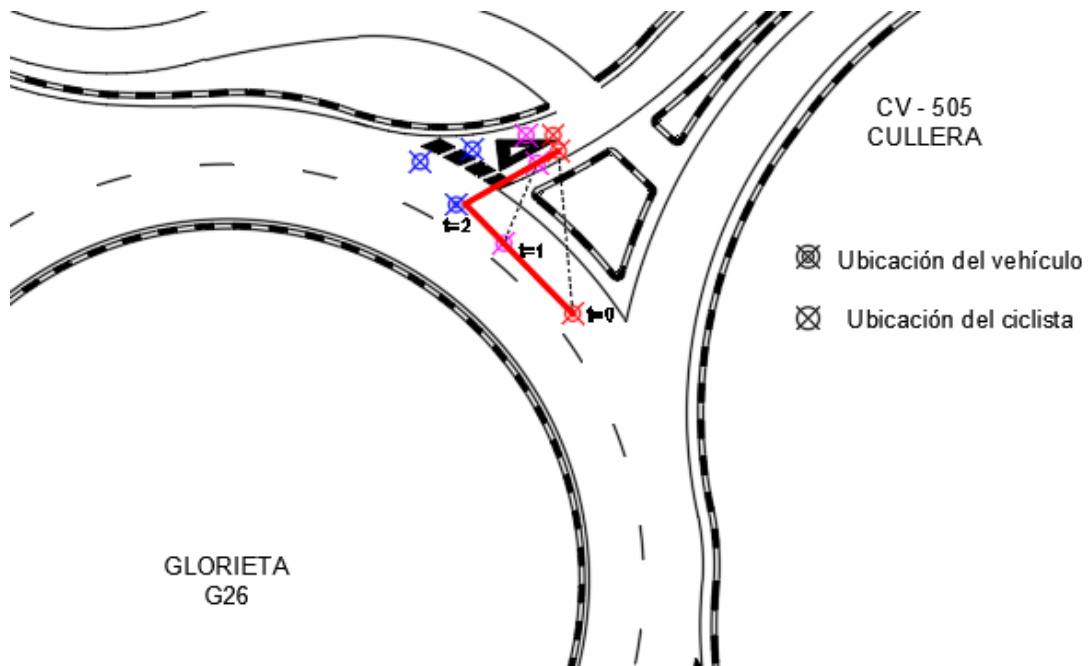 CV - 505
CULLERA
t=2
t=1
t=0
Ubicación del vehículo
Ubicación del ciclista
GLORIETA
G26